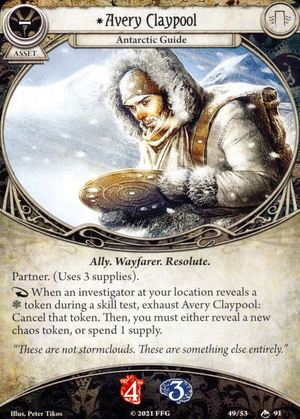 Avery Claypool
ASSET
Antarctic Guide
Ally. Wayfarer. Resolute.
Partner. (Uses 3 supplies).
When an investigator at your location reveals a
token during a skill test, exhaust Avery Claypool:
Cancel that token. Then, you must either reveal a new
chaos token, or spend 1 supply.
“These are not stormclouds. These are something else entirely.”
4
3
Illus. Peter Tikos
© 2021 FFG
49/53
91